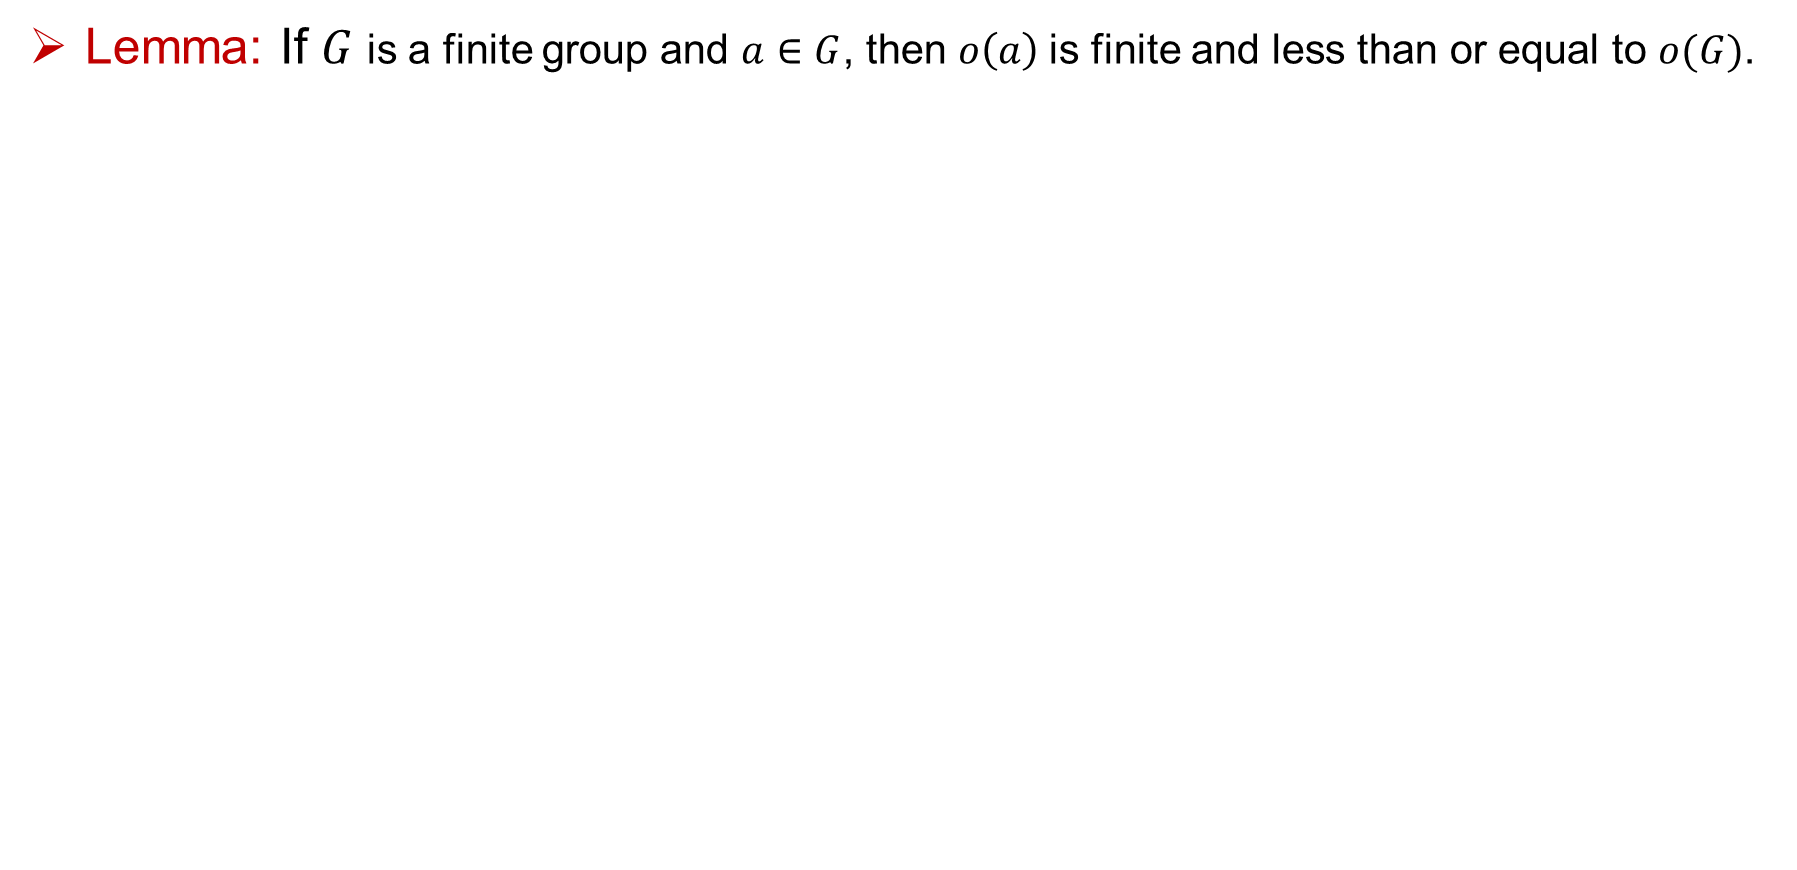 ➢ Lemma: If 𝐺 is a finite group and 𝑎 ∈ 𝐺, then 𝑜(𝑎) is finite and less than or equal to 𝑜(𝐺).